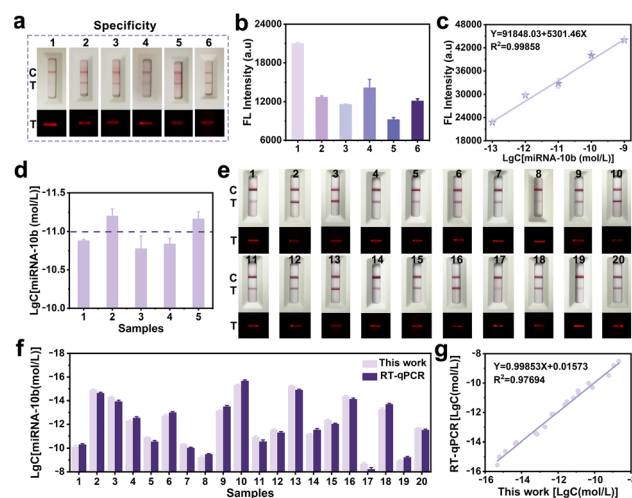 a
Specificity
1 2 3 4 5 6
C
T
T
b
FL Intensity (a.u)
24000
20000
16000
12000
8000
1 2 3 4 5 6
c
FL Intensity (a.u)
48000
42000
36000
30000
24000
18000
Y=91848.03+5301.46X
R²=0.99858
-13 -12 -11 -10 -9
LgC[miRNA-10b (mol/L)]
d
LgC[miRNA-10b (mol/L)]
-11.5
-11.0
-10.5
-10.0
1 2 3 4 5
Samples
e
1 2 3 4 5 6 7 8 9 10
C
T
T
11 12 13 14 15 16 17 18 19 20
C
T
T
f
LgC[miRNA-10b(mol/L)]
-18
-16
-14
-12
-10
-8
This work
RT-qPCR
1 2 3 4 5 6 7 8 9 10 11 12 13 14 15 16 17 18 19 20
Samples
g
RT-qPCR[LgC(mol/L)]
-8
-10
-12
-14
-16
Y=0.99853X+0.01573
R²=0.97694
-16 -14 -12 -10 -8
This work [LgC(mol/L)]